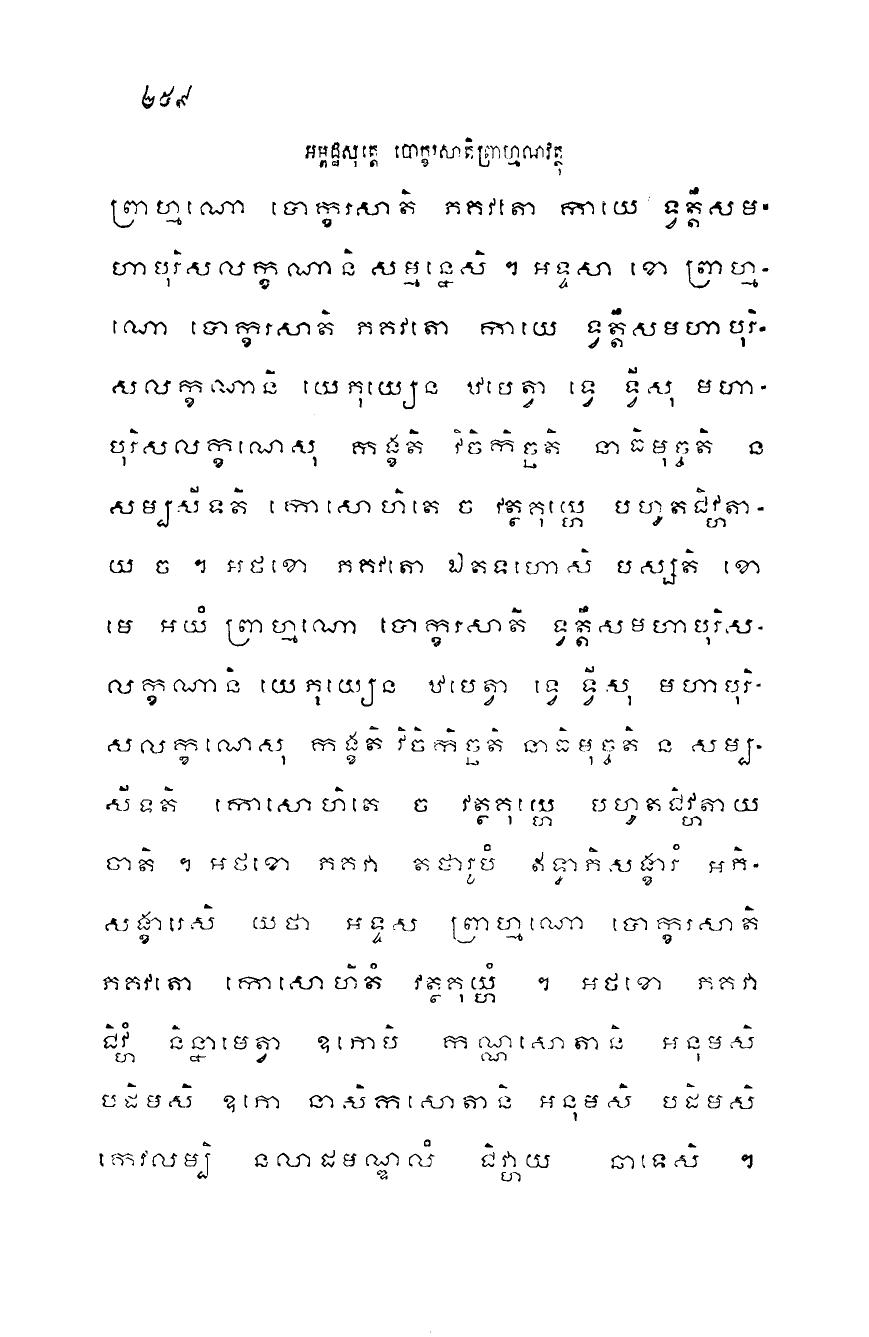 ២៥៩
អម្ពដ្ឋសុត្តេ បោក្ខរសាតិព្រាហ្មណវត្ថុ
ព្រាហ្មណោ បោក្ខរសាតិ ភគវតោ កាយេ ទ្វត្តឹសម-
ហាបុរិសលក្ខណានិ សម្មន្នេសិ ។ អទ្ទសា ខោ ព្រាហ្ម-
ណោ បោក្ខរសាតិ ភគវតោ កាយេ ទ្វត្តឹសមហាបុរិ-
សលក្ខណានិ យេភុយ្យេន ឋបេត្វា ទ្វេ ទ្វីសុ មហា-
បុរិសលក្ខណេសុ កង្ខតិ វិចិកិច្ឆតិ នាធិមុច្ចតិ ន
សម្បសីទតិ កោសោហិតេ ច វត្ថគុយ្ហេ បហូតជិវ្ហតា-
យ ច ។ អថខោ ភគវតោ ឯតទហោសិ បស្សតិ ខោ
មេ អយំ ព្រាហ្មណោ បោក្ខរសាតិ ទ្វត្តឹសមហាបុរិស-
លក្ខណានិ យេភុយ្យេន ឋបេត្វា ទ្វេ ទ្វីសុ មហាបុរិ-
សលក្ខណេសុ កង្ខតិ វិចិកិច្ឆតិ នាធិមុច្ចតិ ន សម្ប-
សីទតិ កោសោហិតេ ច វត្ថគុយ្ហេ បហូតជិវ្ហតាយ
ចាតិ ។ អថខោ ភគវា តថារូបំ ឥទ្ធាភិសង្ខារំ អភិ-
សង្ខារេសិ យថា អទ្ទស ព្រាហ្មណោ បោក្ខរសាតិ
ភគវតោ កោសោហិតំ វត្ថគុយ្ហំ ។ អថខោ ភគវា
ជិវ្ហំ និន្នាមេត្វា ឧភោបិ កណ្ណសោតានិ អនុមសិ
បដិមសិ ឧភោ នាសិកាសោតានិ អនុមសិ បដិមសិ
កេវលម្បិ នលាដមណ្ឌលំ ជិវ្ហាយ ឆាទេសិ ។